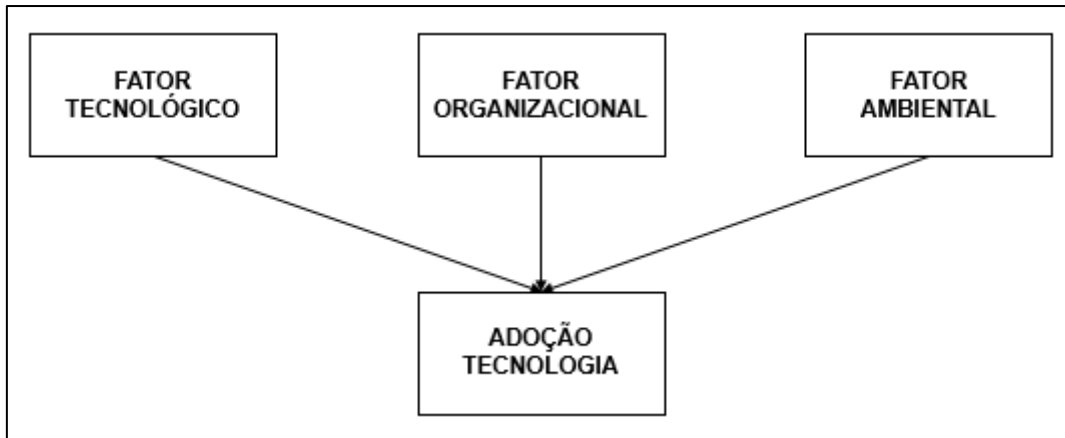 FATOR
TECNOLÓGICO
FATOR
ORGANIZACIONAL
FATOR
AMBIENTAL
ADOÇÃO
TECNOLOGIA